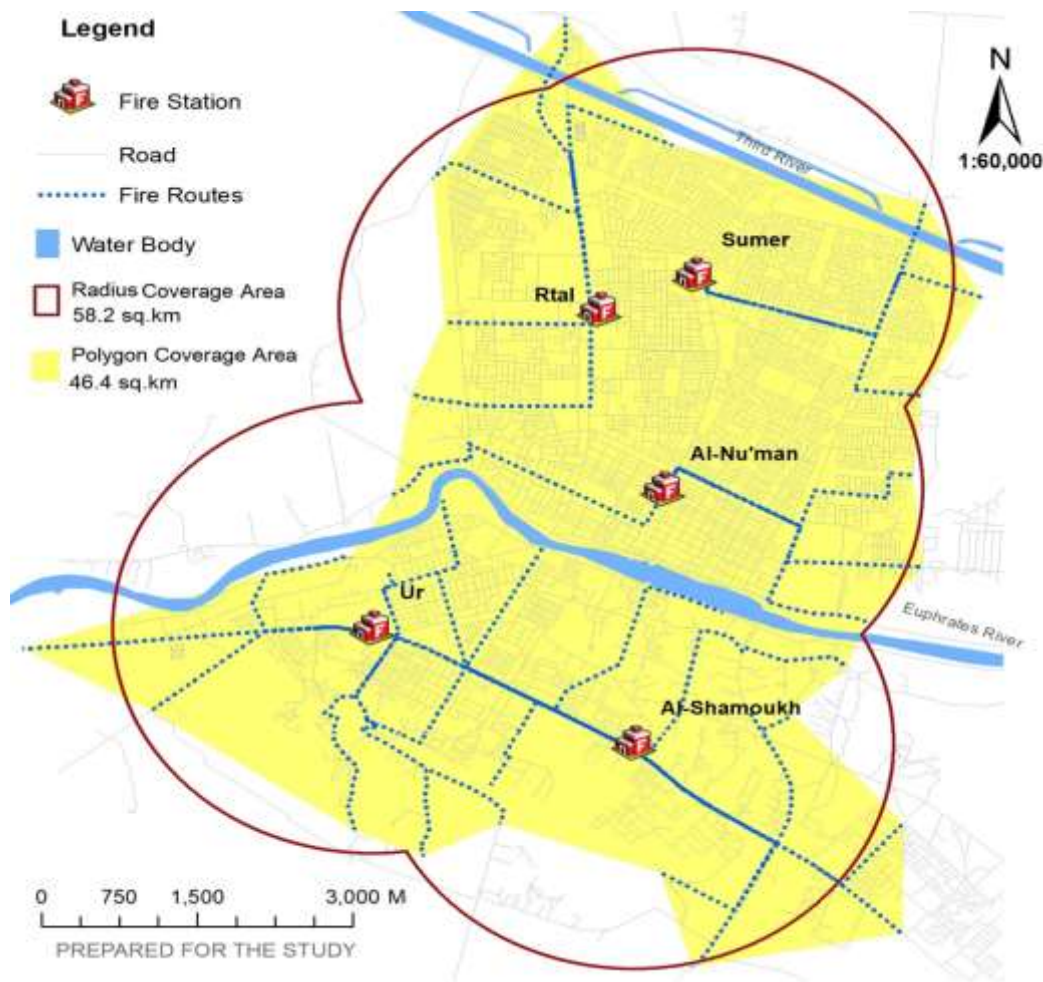 Legend
Fire Station
Road
Fire Routes
Water Body
Radius Coverage Area
58.2 sq.km
Polygon Coverage Area
46.4 sq.km
N
1:60,000
Third River
Sumer
Rtal
Al-Nu'man
Ur
Euphrates River
Al-Shamoukh
0 750 1,500 3.000 M
PREPARED FOR THE STUDY